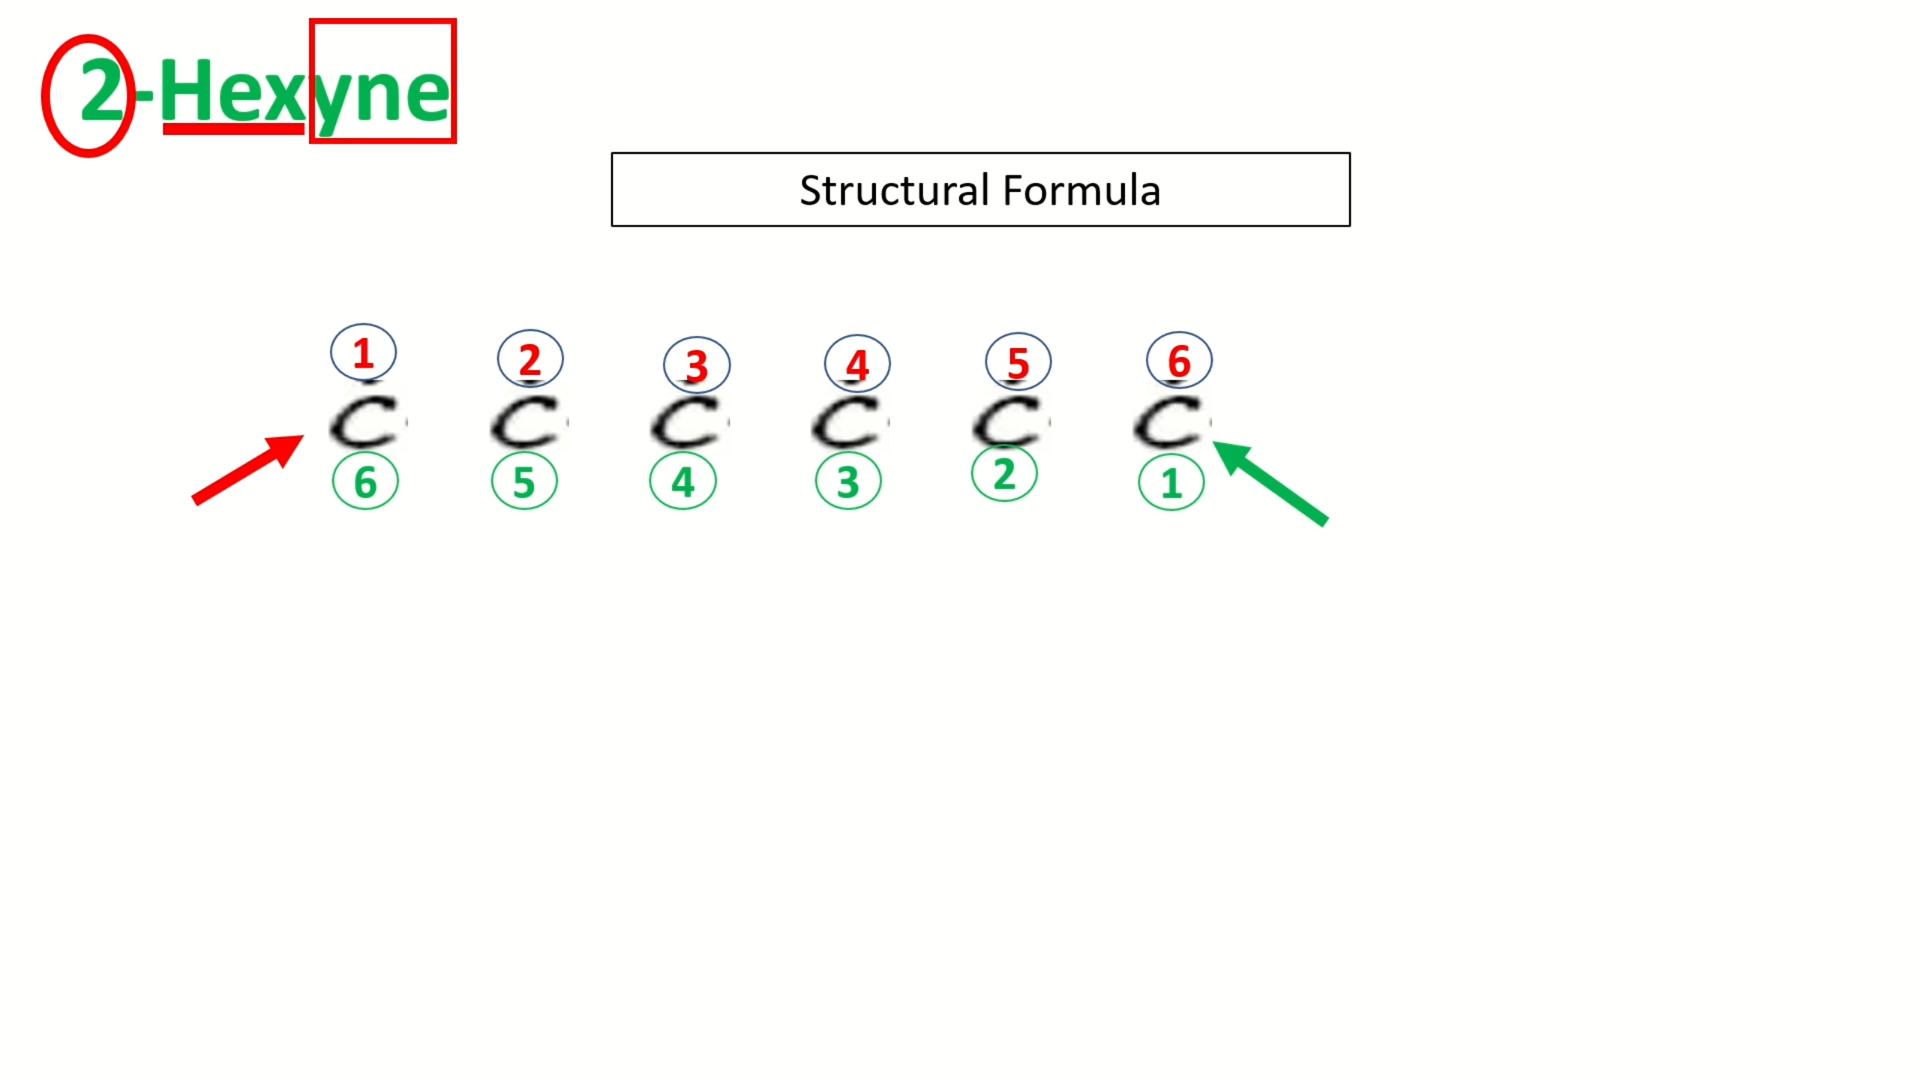 2-Hexyne
Structural Formula
1 2 3 4 5 6
C C C C C C
6 5 4 3 2 1